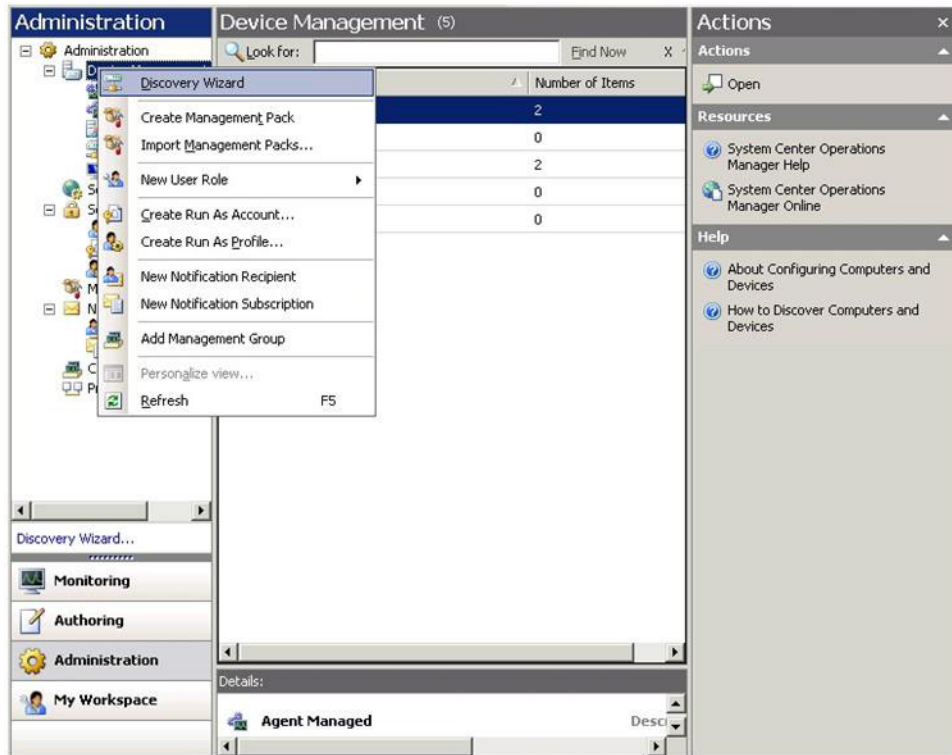 Administration
Administration
D
S
S
M
N
C
P
Discovery Wizard
Create Management Pack
Import Management Packs...
New User Role
Create Run As Account...
Create Run As Profile...
New Notification Recipient
New Notification Subscription
Add Management Group
Personalize view...
Refresh F5
Discovery Wizard...
Monitoring
Authoring
Administration
My Workspace
Device Management (5)
Look for:
Find Now X
Number of Items
2
0
2
0
0
Details:
Agent Managed Descr
Actions x
Actions
Open
Resources
System Center Operations
Manager Help
System Center Operations
Manager Online
Help
About Configuring Computers and
Devices
How to Discover Computers and
Devices